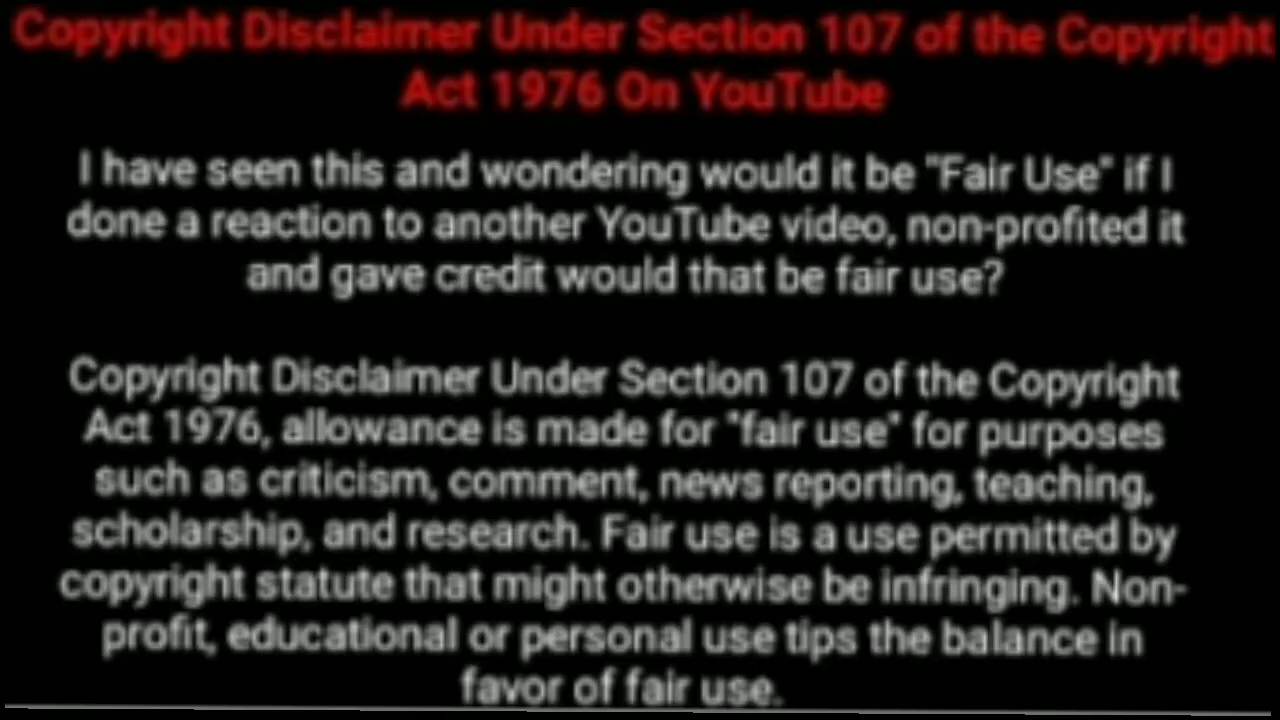 Copyright Disclaimer Under Section 107 of the Copyright
Act 1976 On YouTube
I have seen this and wondering would it be "Fair Use" if I
done a reaction to another YouTube video, non-profited it
and gave credit would that be fair use?
Copyright Disclaimer Under Section 107 of the Copyright
Act 1976, allowance is made for "fair use" for purposes
such as criticism, comment, news reporting, teaching,
scholarship, and research. Fair use is a use permitted by
copyright statute that might otherwise be infringing. Non-
profit, educational or personal use tips the balance in
favor of fair use.